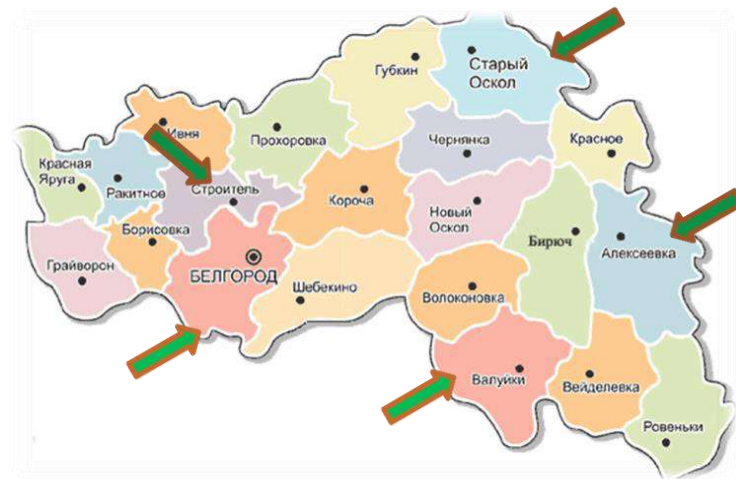 Губкин
Старый
Оскол
Ивня
Прохоровка
Чернянка
Красное
Красная
Яруга
Ракитное
Строитель
Короча
Новый
Оскол
Бирюч
Алексеевка
Борисовка
Грайворон
БЕЛГОРОД
Шебекино
Волоконовка
Валуйки
Вейделевка
Ровеньки